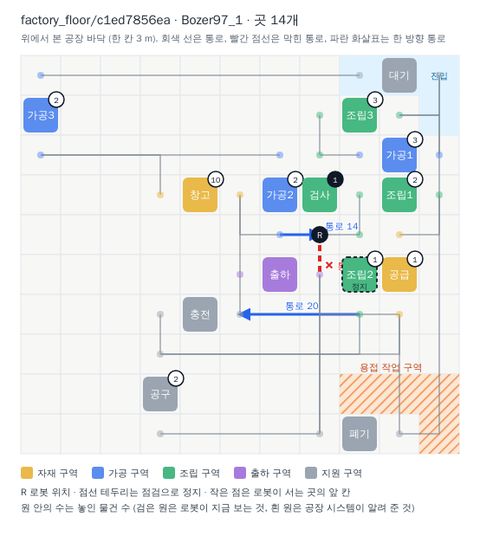 factory_floor/c1ed7856ea · Bozer97_1 · 곳 14개
위에서 본 공장 바닥 (한 칸 3 m). 회색 선은 통로, 빨간 점선은 막힌 통로, 파란 화살표는 한 방향 통로
대기
2
가공3
3
조립3
3
가공1
10
창고
2
가공2
1
검사
2
조립1
통로 14
R
출하
✕
1
조립2
정지
1
공급
통로 20
충전
용접 작업 구역
2
공구
폐기
자재 구역 가공 구역 조립 구역 출하 구역 지원 구역
R 로봇 위치 · 점선 테두리는 점검으로 정지 · 작은 점은 로봇이 서는 곳의 앞 칸
원 안의 수는 놓인 물건 수 (검은 원은 로봇이 지금 보는 것, 흰 원은 공장 시스템이 알려 준 것)